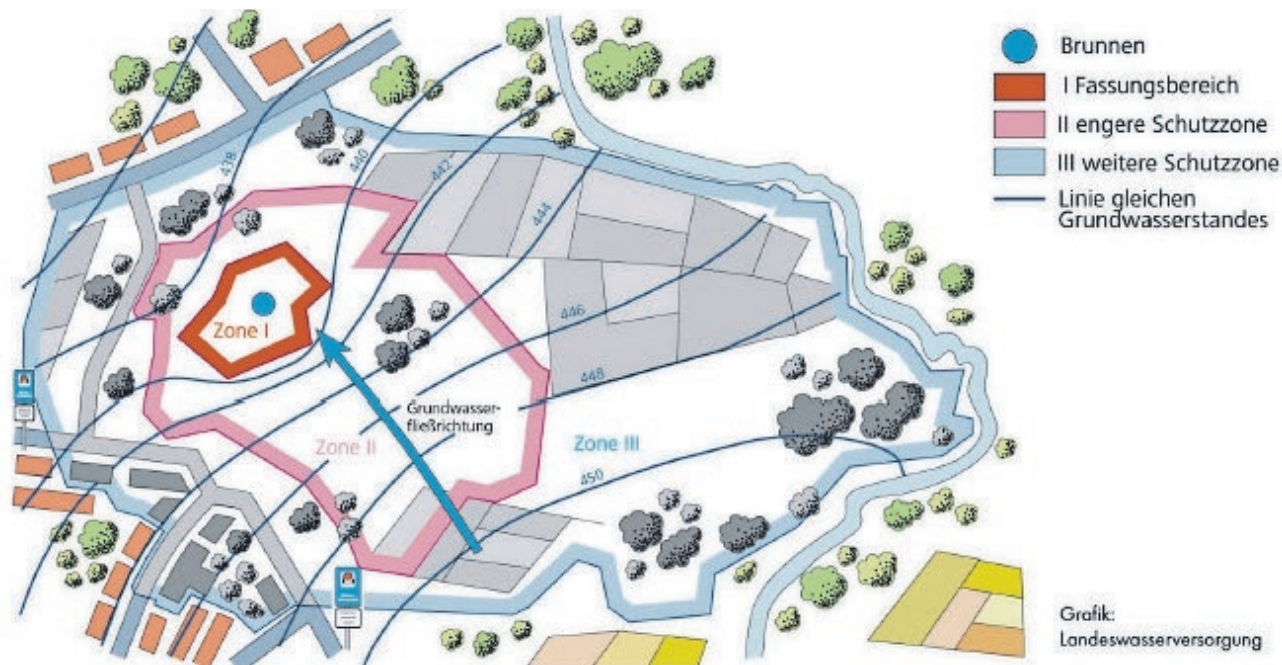 Brunnen
I Fassungsbereich
II engere Schutzzone
III weitere Schutzzone
Linie gleichen
Grundwasserstandes
438
440
442
444
446
448
450
Zone I
Grundwasser-
fließrichtung
Zone II
Zone III
Grafik:
Landeswasserversorgung